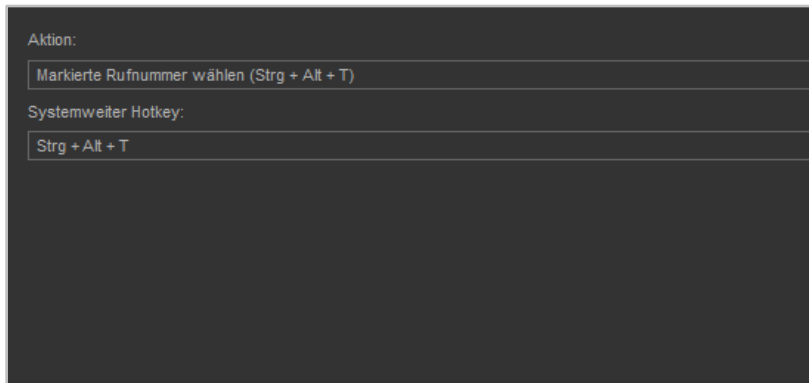 Aktion:
Markierte Rufnummer wählen (Strg + Alt + T)
Systemweiter Hotkey:
Strg + Alt + T